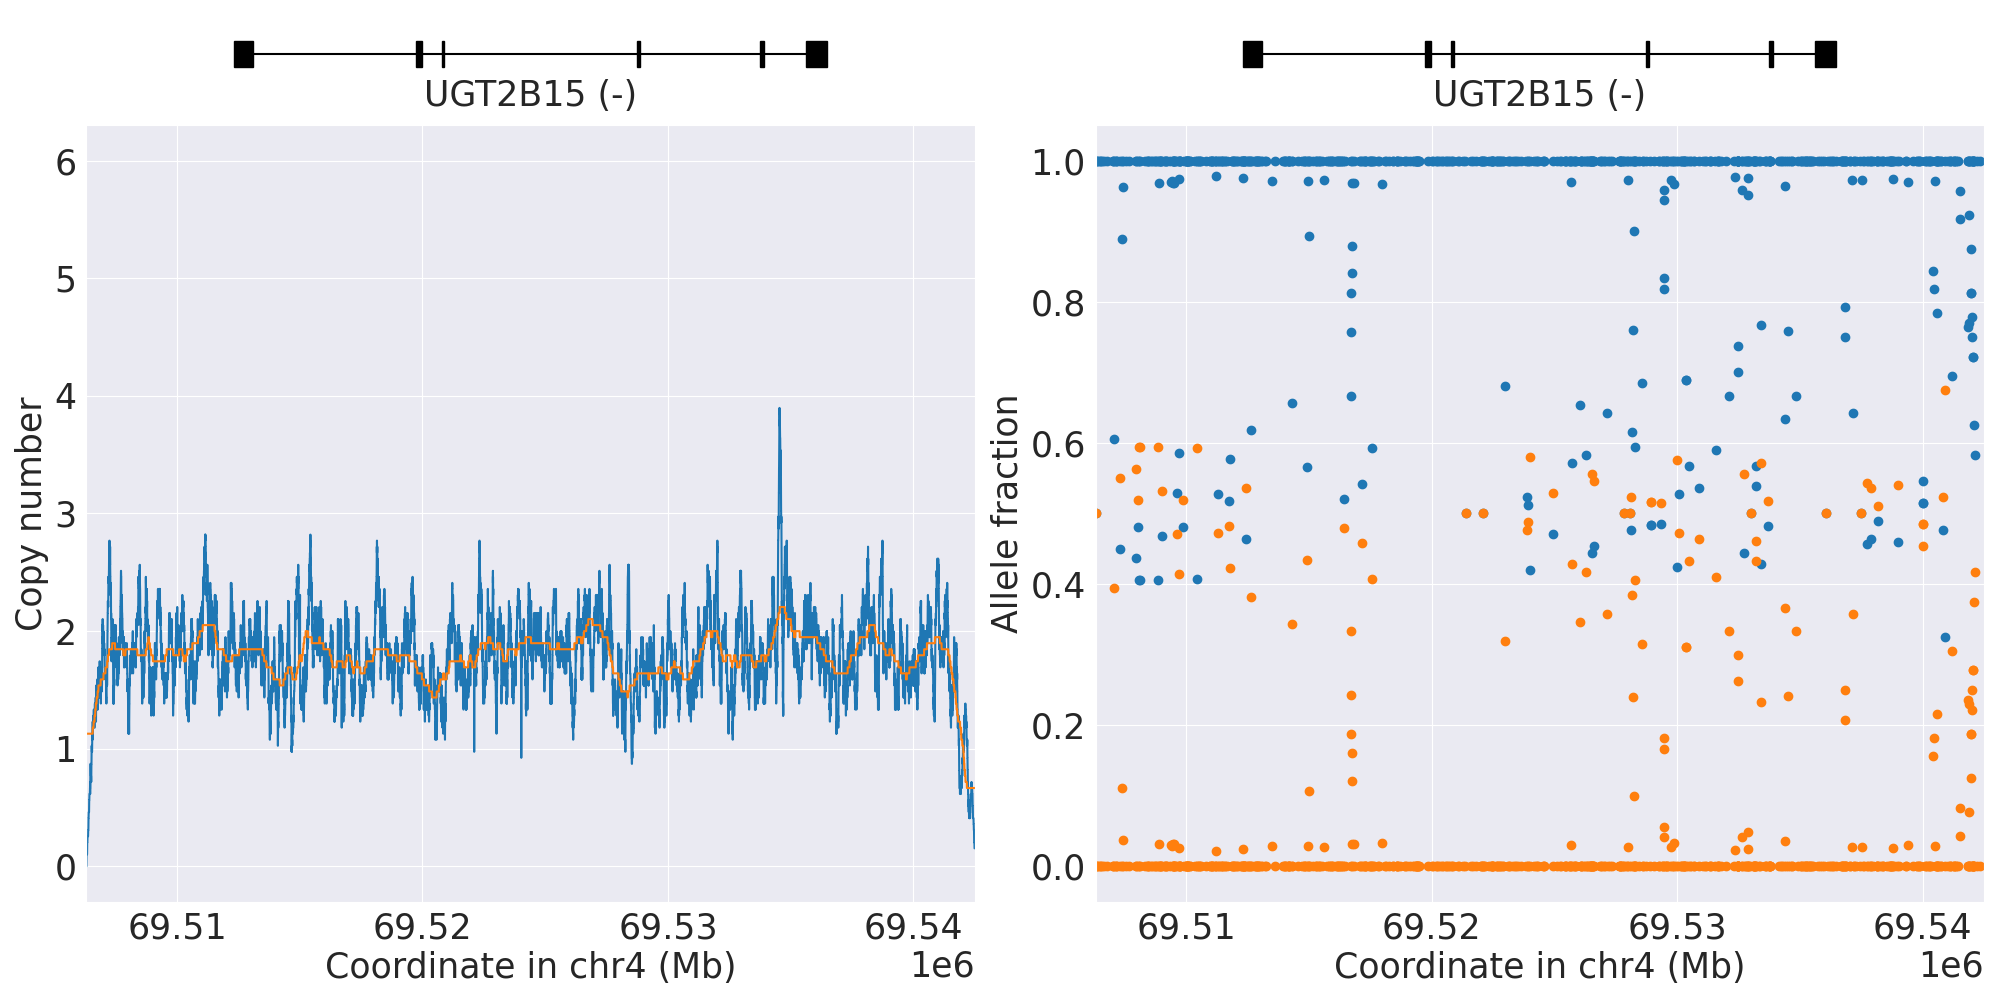 UGT2B15 (-)
6
5
4
3
2
1
0
Copy number
69.51 69.52 69.53 69.54
Coordinate in chr4 (Mb)
1e6
UGT2B15 (-)
1.0
0.8
0.6
0.4
0.2
0.0
Allele fraction
69.51 69.52 69.53 69.54
Coordinate in chr4 (Mb)
1e6